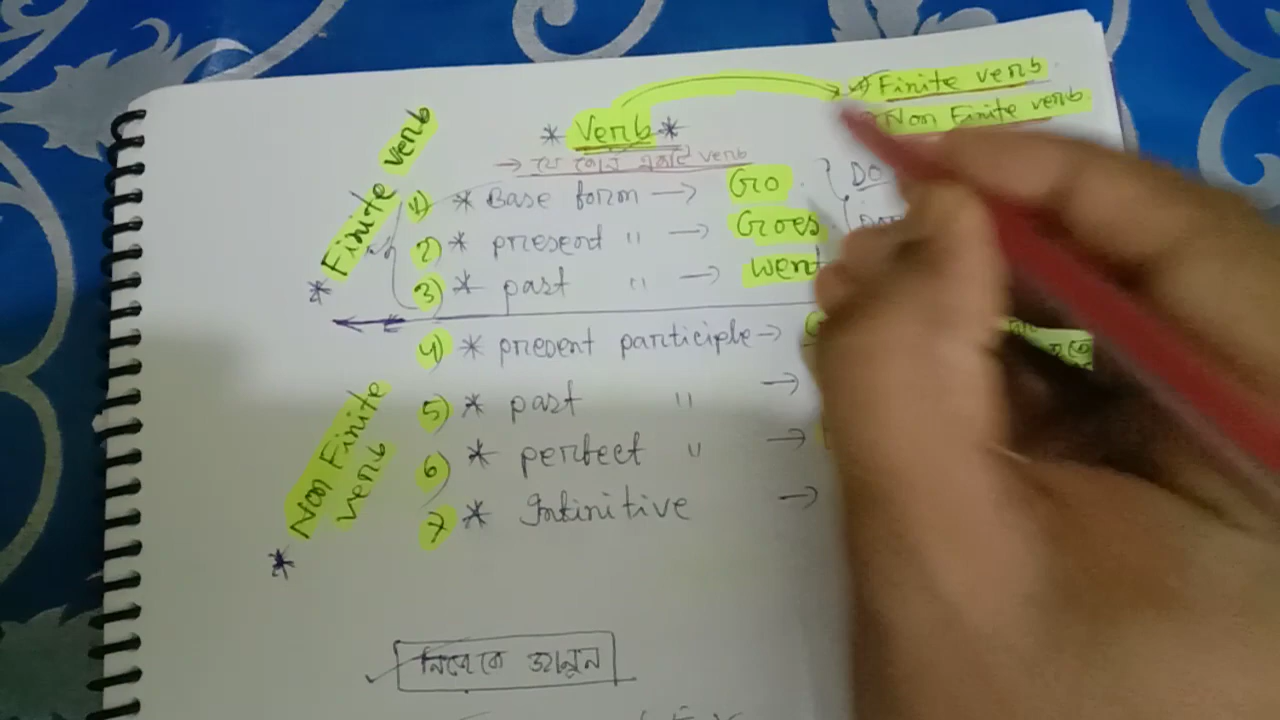 Finite verb
Non Finite verb
* Verb *
→ যে কোন একটি verb
* Finite verb
1) * Base form → Go
2) * present " → Goes
3) * past " → went
4) * present participle →
5) * past " →
6) * perfect " →
7) * Infinitive →
* Non Finite verb
নিজেকে জানুন